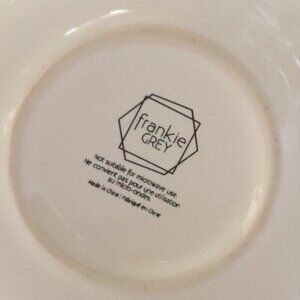 frankie
GREY
Not suitable for microwave use
Ne convient pas pour une utilisation
au micro-ondes.
Made in China / Fabriqué en Chine